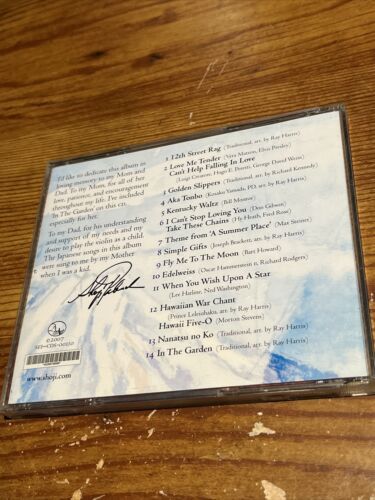 I'd like to dedicate this album in
loving memory to my Mom and
Dad. To my Mom, for all of her
love, patience, and encouragement
throughout my life. I've included
'In The Garden' on this cd,
especially for her.
To my Dad, for his understanding
and support of my needs and my
desire to play the violin as a child.
The Japanese songs in this album
were sung to me by my Mother
when I was a kid.
©2007
www.shoji.com
1 12th Street Rag (Traditional, arr. by Ray Harris)
2 Love Me Tender (Vera Matson, Elvis Presley)
Can't Help Falling In Love
(Luigi Creatore, Hugo E. Peretti, George David Weiss)
3 Golden Slippers (Traditional, arr. by Richard Kennedy)
4 Aka Tonbo (Kosaku Yamada, PD, arr. by Ray Harris)
5 Kentucky Waltz (Bill Monroe)
6 I Can't Stop Loving You (Don Gibson)
Take These Chains (Hy Heath, Fred Rose)
7 Theme from 'A Summer Place' (Max Steiner)
8 Simple Gifts (Joseph Brackett, arr. by Ray Harris)
9 Fly Me To The Moon (Bart Howard)
10 Edelweiss (Oscar Hammerstein II, Richard Rodgers)
11 When You Wish Upon A Star
(Lee Harline, Ned Washington)
12 Hawaiian War Chant
(Prince Leleiohaku, arr. by Ray Harris)
Hawaii Five-O (Morton Stevens)
13 Nanatsu no Ko (Traditional, arr. by Ray Harris)
14 In The Garden (Traditional, arr. by Ray Harris)